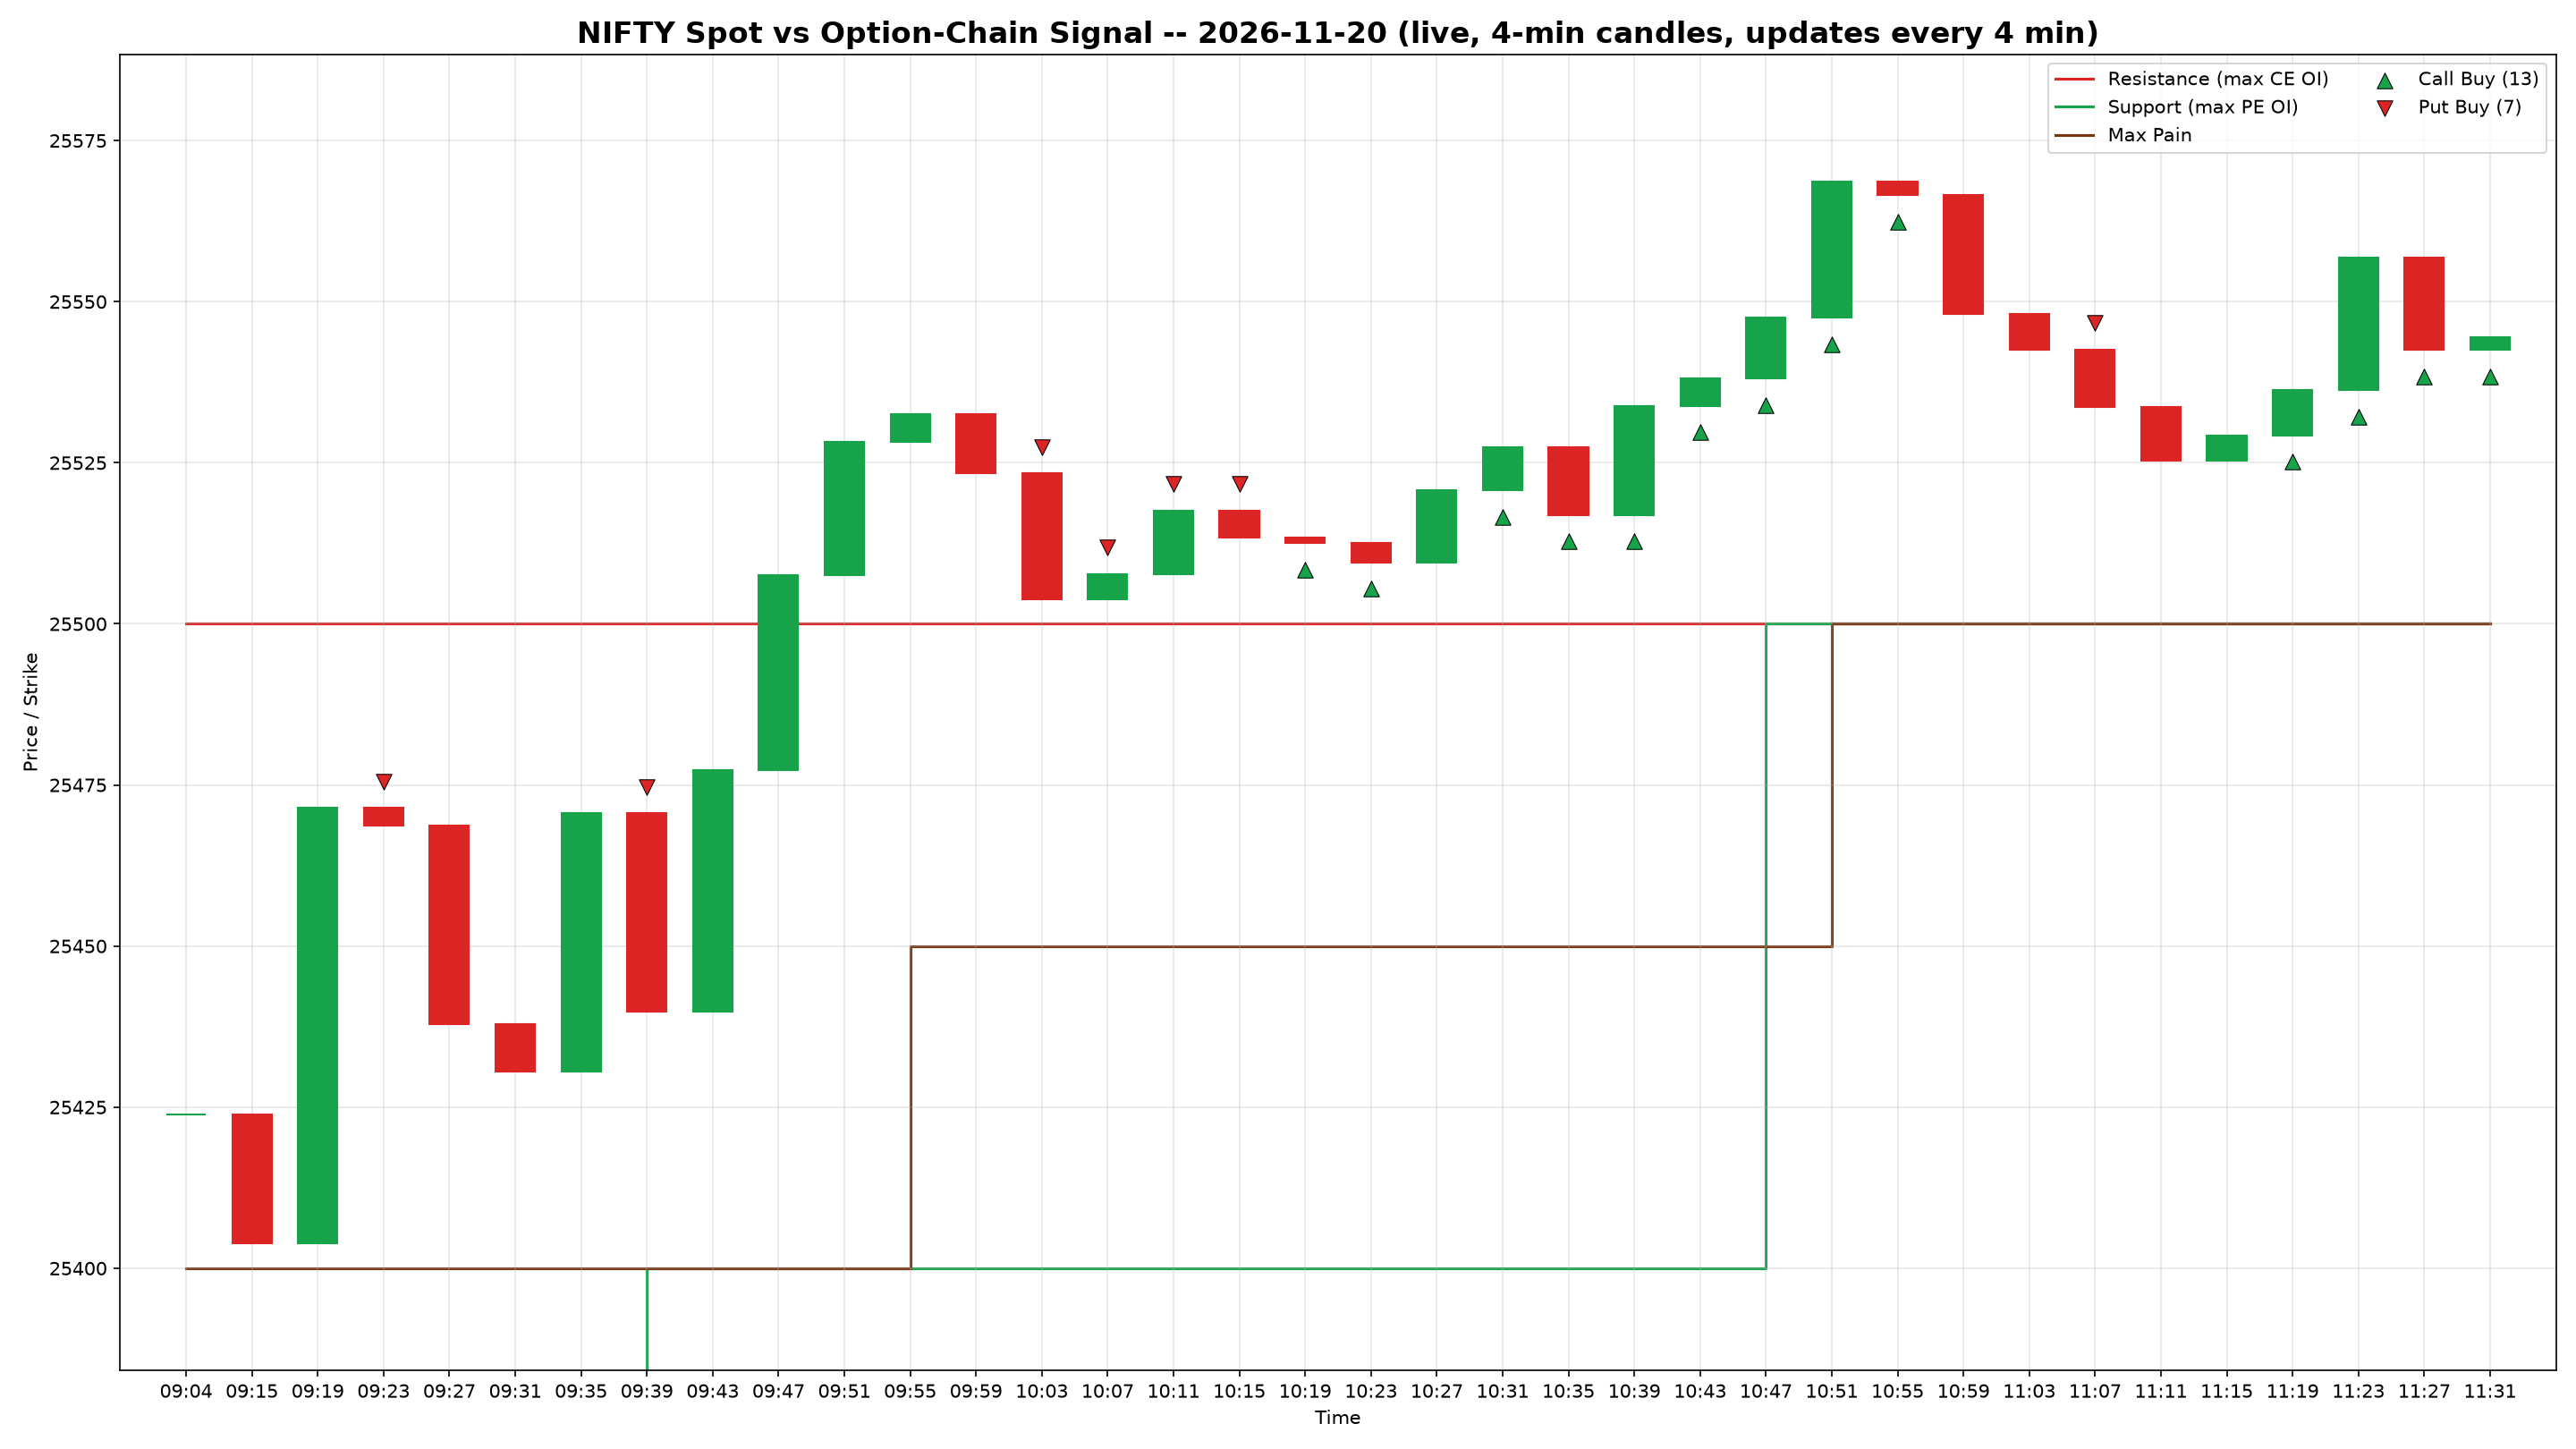 NIFTY Spot vs Option-Chain Signal -- 2026-11-20 (live, 4-min candles, updates every 4 min)
Resistance (max CE OI)
Support (max PE OI)
Max Pain
Call Buy (13)
Put Buy (7)
Price / Strike
25575
25550
25525
25500
25475
25450
25425
25400
09:04 09:15 09:19 09:23 09:27 09:31 09:35 09:39 09:43 09:47 09:51 09:55 09:59 10:03 10:07 10:11 10:15 10:19 10:23 10:27 10:31 10:35 10:39 10:43 10:47 10:51 10:55 10:59 11:03 11:07 11:11 11:15 11:19 11:23 11:27 11:31
Time